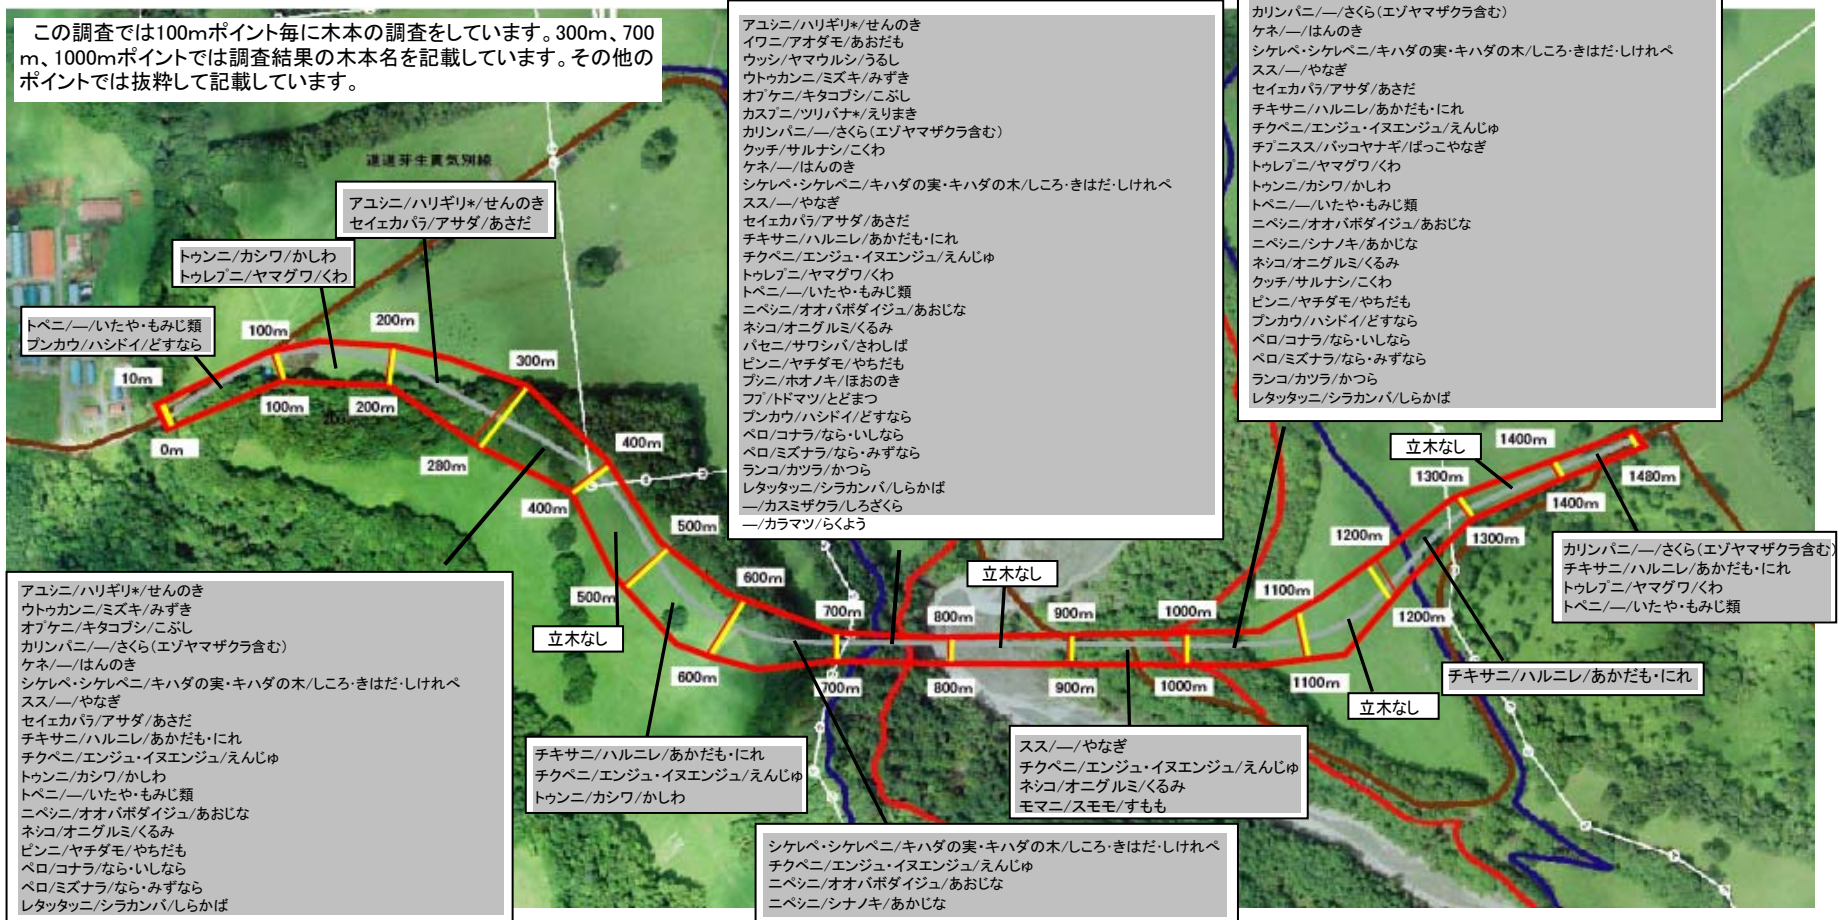 この調査では100mポイント毎に木本の調査をしています。300m、700
m、1000mポイントでは調査結果の木本名を記載しています。その他の
ポイントでは抜粋して記載しています。
道道芽生貫気別線
アユシニ/ハリギリ*/せんのき
セイェカパラ/アサダ/あさだ
トゥンニ/カシワ/かしわ
トゥレプニ/ヤマグワ/くわ
トペニ/―/いたや・もみじ類
プンカウ/ハシドイ/どすなら
アユシニ/ハリギリ*/せんのき
イワニ/アオダモ/あおだも
ウッシ/ヤマウルシ/うるし
ウトゥカンニ/ミズキ/みずき
オプケニ/キタコブシ/こぶし
カスプニ/ツリバナ*/えりまき
カリンパニ/―/さくら(エゾヤマザクラ含む)
クッチ/サルナシ/こくわ
ケネ/―/はんのき
シケレペ・シケレペニ/キハダの実・キハダの木/しころ・きはだ・しけれペ
スス/―/やなぎ
セイェカパラ/アサダ/あさだ
チキサニ/ハルニレ/あかだも・にれ
チクペニ/エンジュ・イヌエンジュ/えんじゅ
トゥレプニ/ヤマグワ/くわ
トペニ/―/いたや・もみじ類
ニペシニ/オオバボダイジュ/あおじな
ネシコ/オニグルミ/くるみ
パセニ/サワシバ/さわしば
ピンニ/ヤチダモ/やちだも
プシニ/ホオノキ/ほおのき
フプ/トドマツ/とどまつ
プンカウ/ハシドイ/どすなら
ペロ/コナラ/なら・いしなら
ペロ/ミズナラ/なら・みずなら
ランコ/カツラ/かつら
レタッタッニ/シラカンバ/しらかば
―/カスミザクラ/しろざくら
―/カラマツ/らくよう
カリンパニ/―/さくら(エゾヤマザクラ含む)
ケネ/―/はんのき
シケレペ・シケレペニ/キハダの実・キハダの木/しころ・きはだ・しけれペ
スス/―/やなぎ
セイェカパラ/アサダ/あさだ
チキサニ/ハルニレ/あかだも・にれ
チクペニ/エンジュ・イヌエンジュ/えんじゅ
チプニスス/バッコヤナギ/ばっこやなぎ
トゥレプニ/ヤマグワ/くわ
トゥンニ/カシワ/かしわ
トペニ/―/いたや・もみじ類
ニペシニ/オオバボダイジュ/あおじな
ニペシニ/シナノキ/あかじな
ネシコ/オニグルミ/くるみ
クッチ/サルナシ/こくわ
ピンニ/ヤチダモ/やちだも
プンカウ/ハシドイ/どすなら
ペロ/コナラ/なら・いしなら
ペロ/ミズナラ/なら・みずなら
ランコ/カツラ/かつら
レタッタッニ/シラカンバ/しらかば
10m
100m
200m
300m
400m
500m
600m
700m
800m
900m
1000m
1100m
1200m
1300m
1400m
0m
100m
200m
280m
400m
500m
600m
700m
800m
900m
1000m
1100m
1200m
1300m
1400m
1480m
立木なし
立木なし
立木なし
立木なし
アユシニ/ハリギリ*/せんのき
ウトゥカンニ/ミズキ/みずき
オプケニ/キタコブシ/こぶし
カリンパニ/―/さくら(エゾヤマザクラ含む)
ケネ/―/はんのき
シケレペ・シケレペニ/キハダの実・キハダの木/しころ・きはだ・しけれペ
スス/―/やなぎ
セイェカパラ/アサダ/あさだ
チキサニ/ハルニレ/あかだも・にれ
チクペニ/エンジュ・イヌエンジュ/えんじゅ
トゥンニ/カシワ/かしわ
トペニ/―/いたや・もみじ類
ニペシニ/オオバボダイジュ/あおじな
ネシコ/オニグルミ/くるみ
ピンニ/ヤチダモ/やちだも
ペロ/コナラ/なら・いしなら
ペロ/ミズナラ/なら・みずなら
レタッタッニ/シラカンバ/しらかば
チキサニ/ハルニレ/あかだも・にれ
チクペニ/エンジュ・イヌエンジュ/えんじゅ
トゥンニ/カシワ/かしわ
シケレペ・シケレペニ/キハダの実・キハダの木/しころ・きはだ・しけれペ
チクペニ/エンジュ・イヌエンジュ/えんじゅ
ニペシニ/オオバボダイジュ/あおじな
ニペシニ/シナノキ/あかじな
スス/―/やなぎ
チクペニ/エンジュ・イヌエンジュ/えんじゅ
ネシコ/オニグルミ/くるみ
モマニ/スモモ/すもも
チキサニ/ハルニレ/あかだも・にれ
カリンパニ/―/さくら(エゾヤマザクラ含む)
チキサニ/ハルニレ/あかだも・にれ
トゥレプニ/ヤマグワ/くわ
トペニ/―/いたや・もみじ類